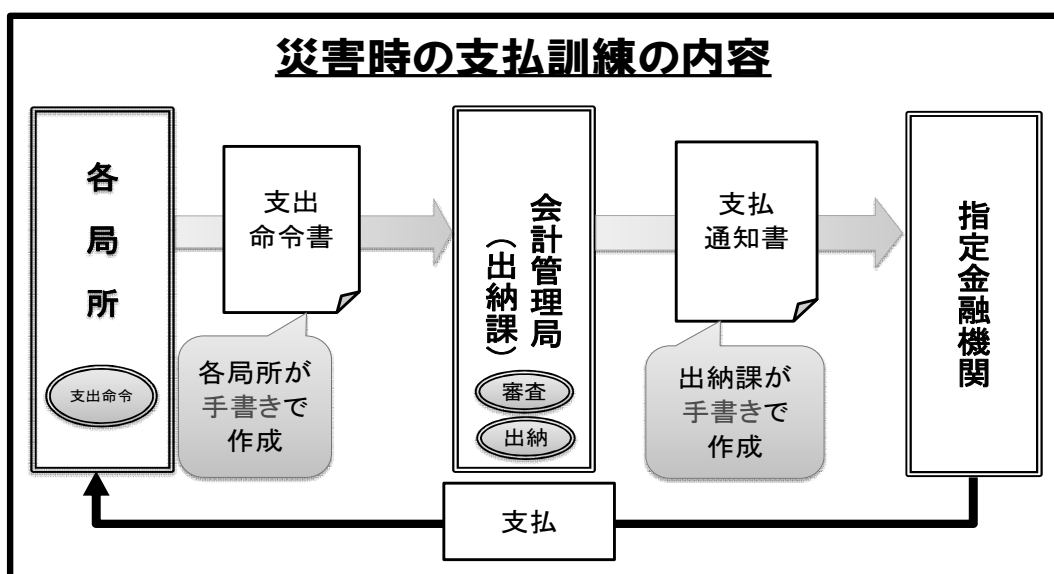 災害時の支払訓練の内容
各局所
支出命令
支出
命令書
各局所が
手書きで
作成
会計管理局
（出納課）
審査
出納
支払
通知書
出納課が
手書きで
作成
指定金融機関
支払